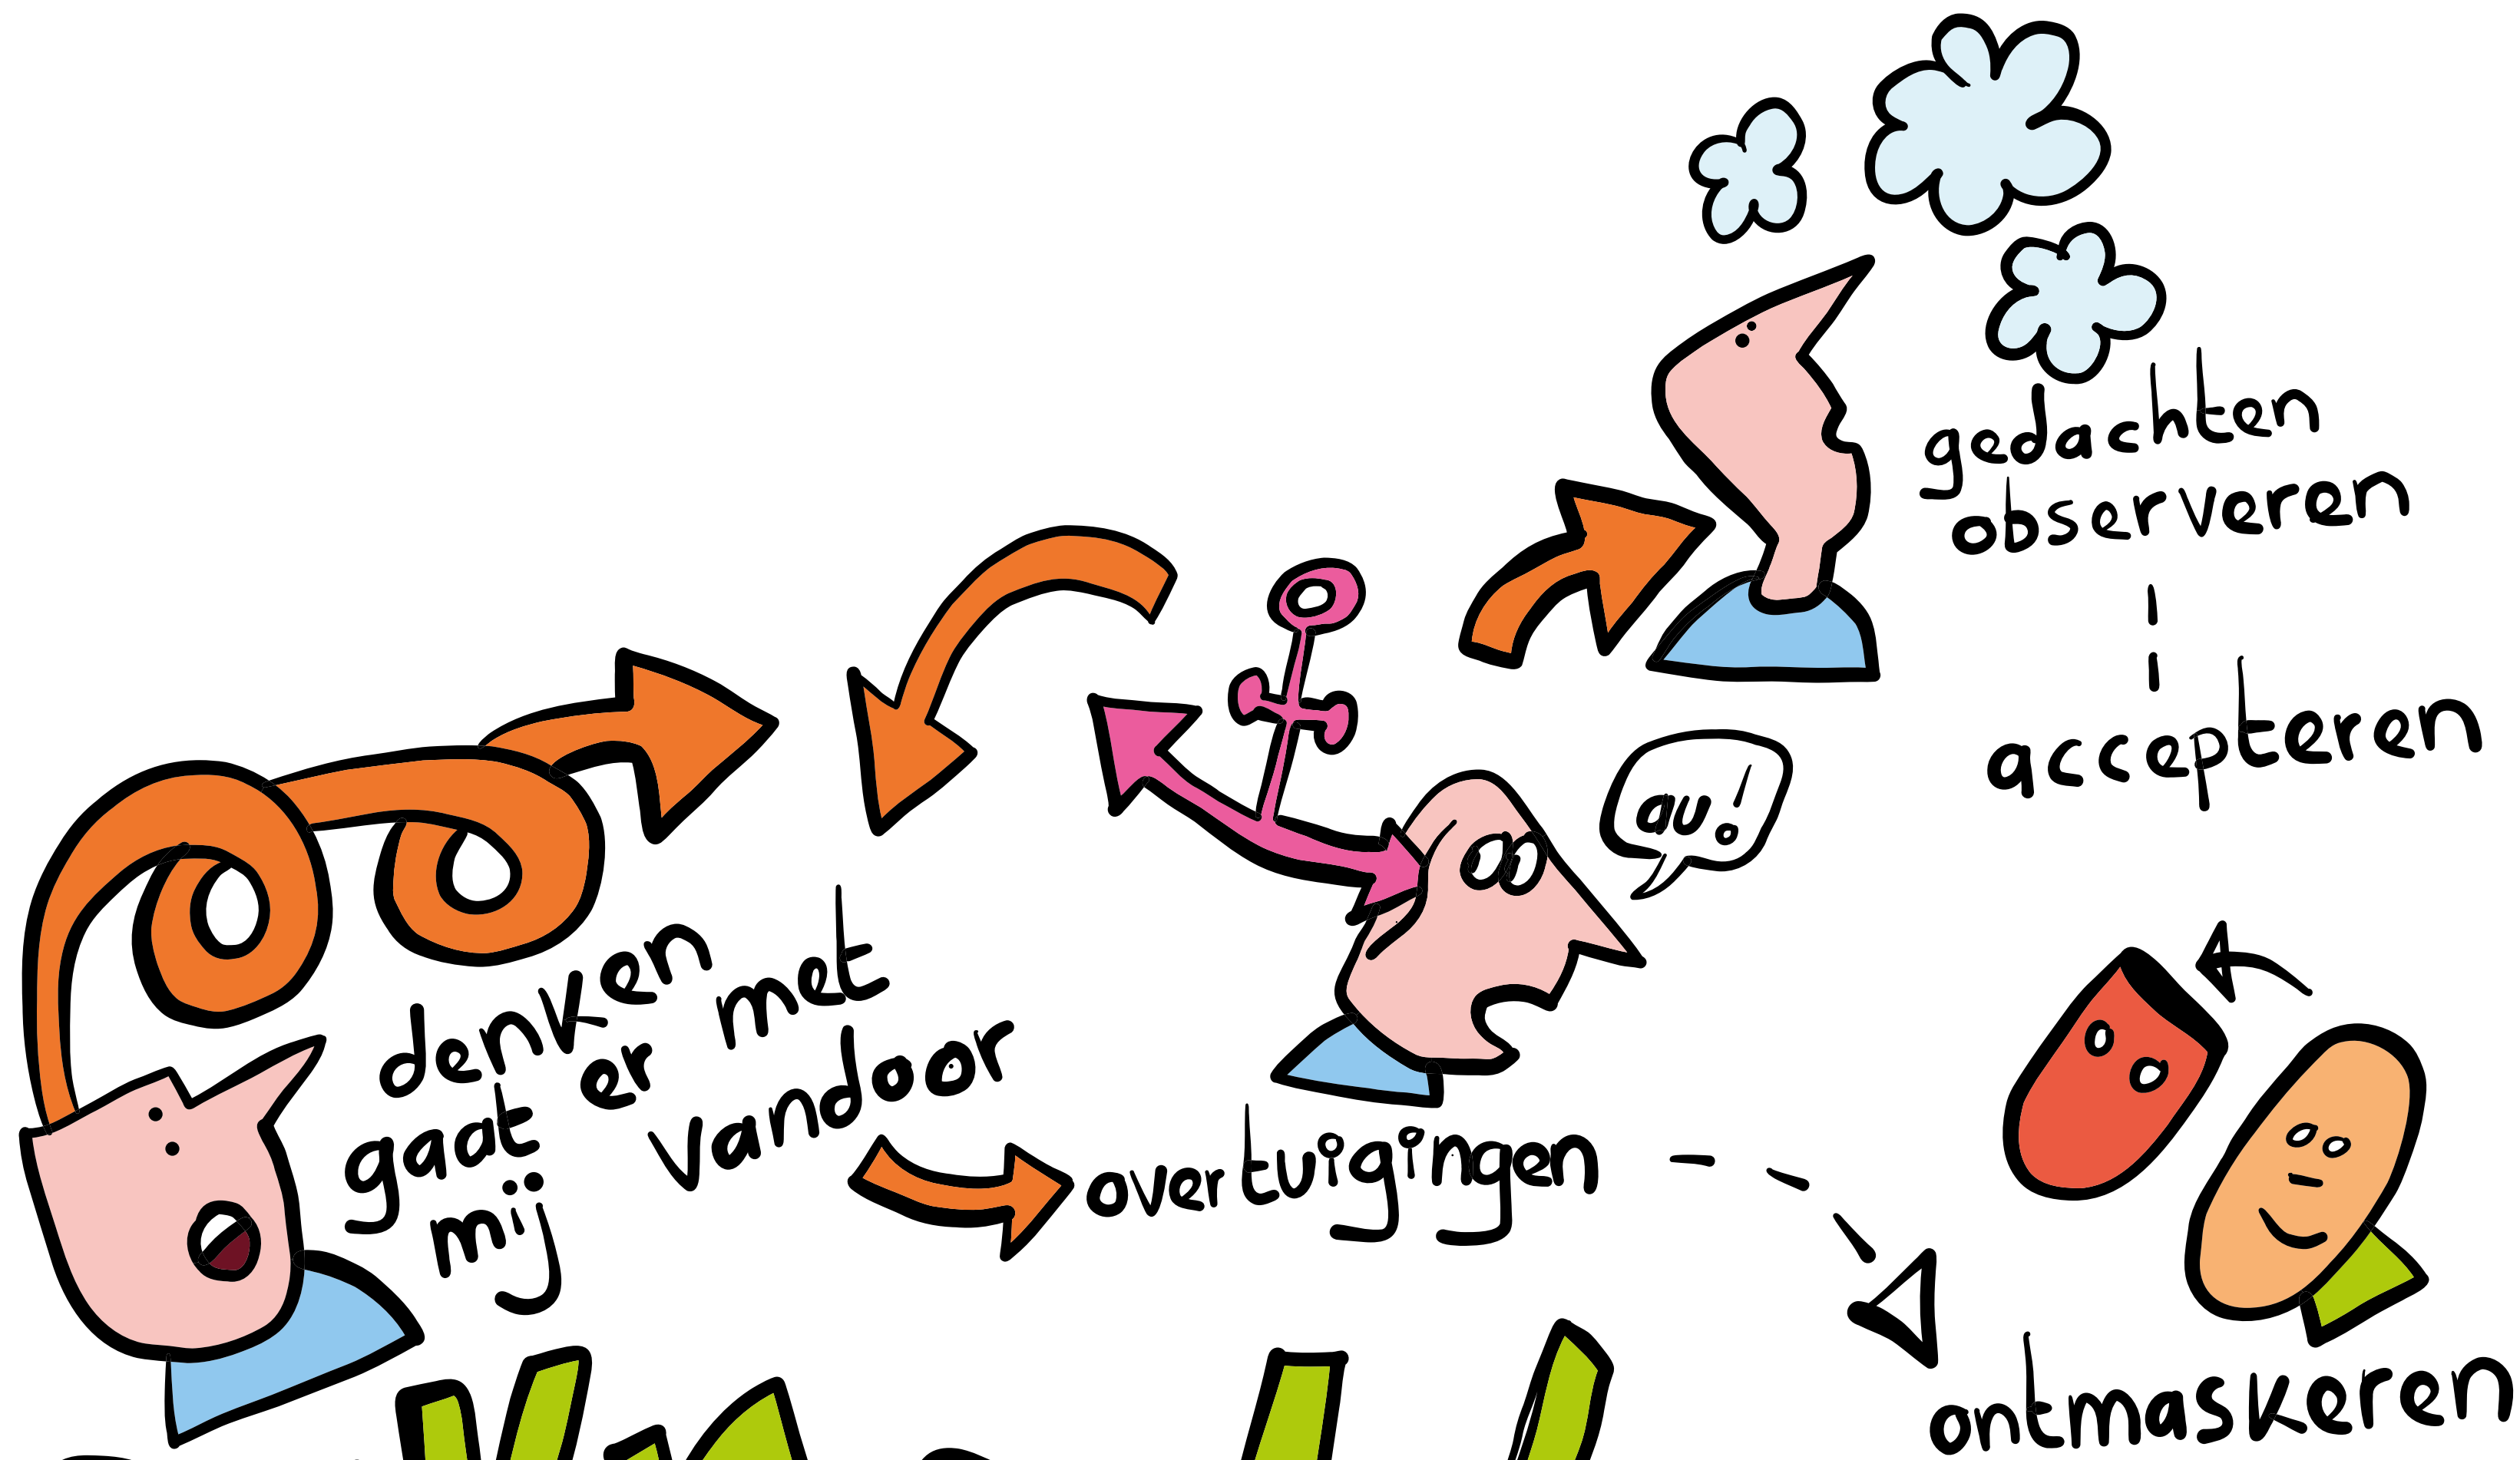 denken
gaat er met
mij vandoor
overtuigingen
au!
gedachten
observeren
accepteren
ontmaskeren